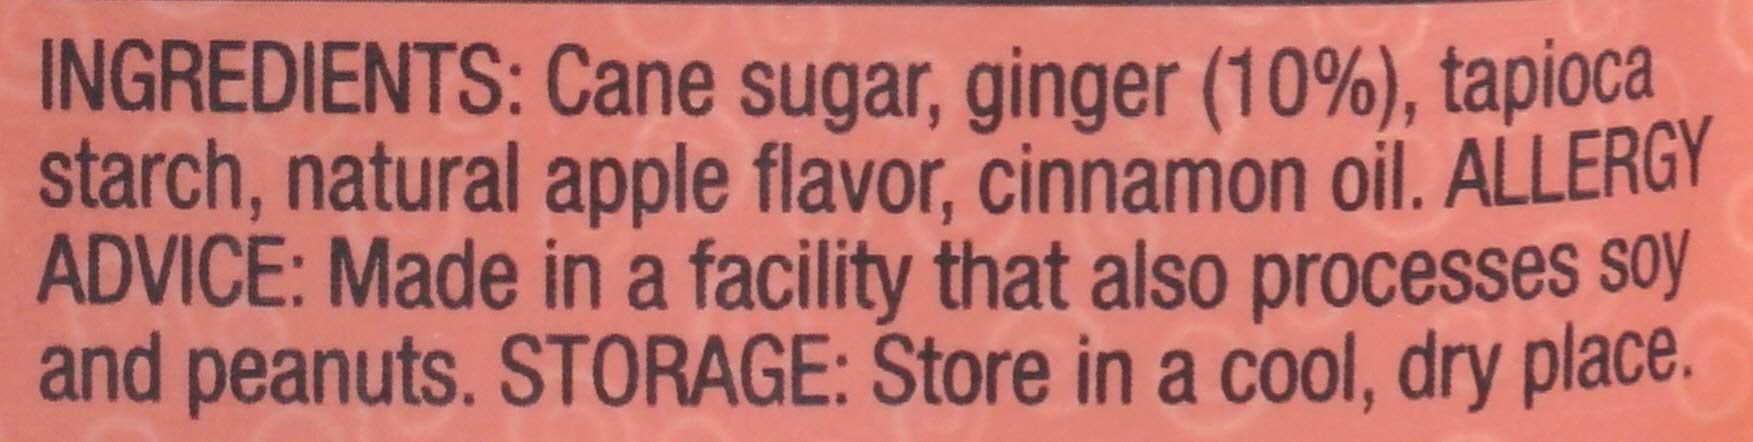 INGREDIENTS: Cane sugar, ginger (10%), tapioca
starch, natural apple flavor, cinnamon oil. ALLERGY
ADVICE: Made in a facility that also processes soy
and peanuts. STORAGE: Store in a cool, dry place.